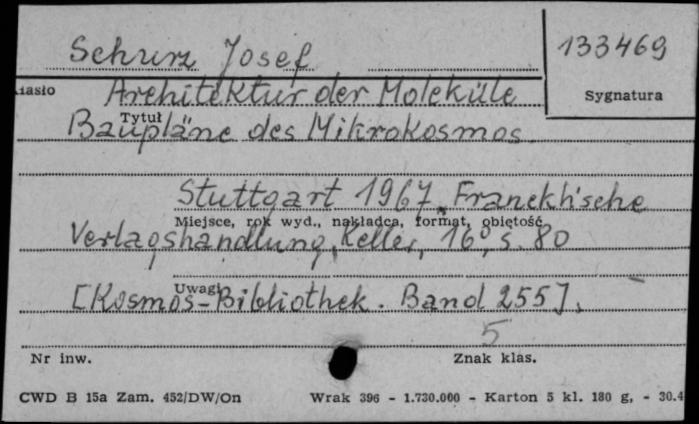 Schurz Josef
133469
Sygnatura
Hasło
Architektur der Moleküle
Tytuł
Baupläne des Mikrokosmos.
Stuttgart 1967, Franckh'sche
Miejsce, rok wyd., nakładca, format, objętość
Verlagshandlung, Keller, 16°, s. 80
Uwagi
[Kosmos-Bibliothek. Band 255].
5
Nr inw.
Znak klas.
CWD B 15a Zam. 452/DW/On Wrak 396 - 1.730.000 - Karton 5 kl. 180 g, - 30.4